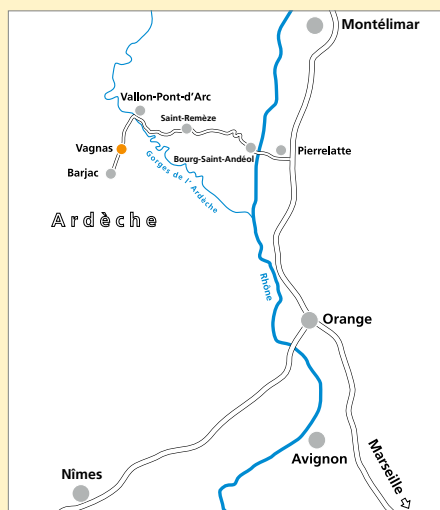 Montélimar
Vallon-Pont-d'Arc
Saint-Remèze
Vagnas
Bourg-Saint-Andéol
Pierrelatte
Barjac
Gorges de l' Ardèche
Ardèche
Rhône
Orange
Avignon
Marseille
Nîmes